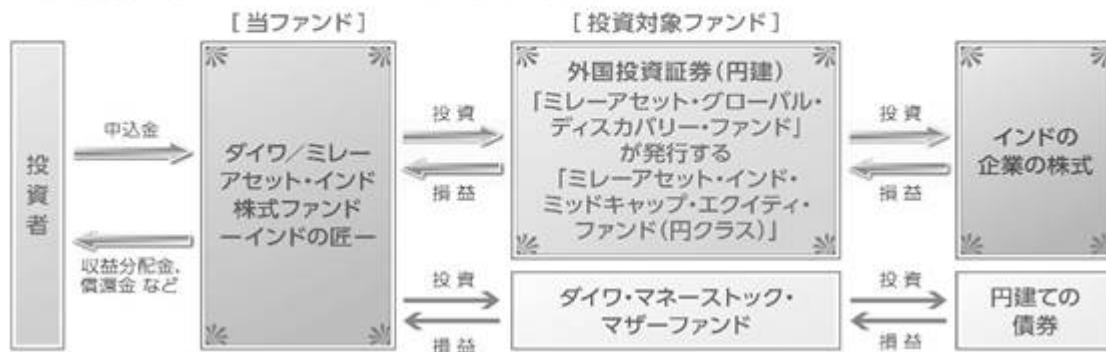 [当ファンド]
[投資対象ファンド]
投資者
申込金
収益分配金、
償還金 など
ダイワ／ミレー
アセット・インド
株式ファンド
ーインドの匠ー
投資
損益
外国投資証券(円建)
「ミレーアセット・グローバル・
ディスカバリー・ファンド」
が発行する
「ミレーアセット・インド・
ミッドキャップ・エクイティ・
ファンド(円クラス)」
投資
損益
インドの
企業の株式
投資
損益
ダイワ・マネーストック・
マザーファンド
投資
損益
円建ての
債券